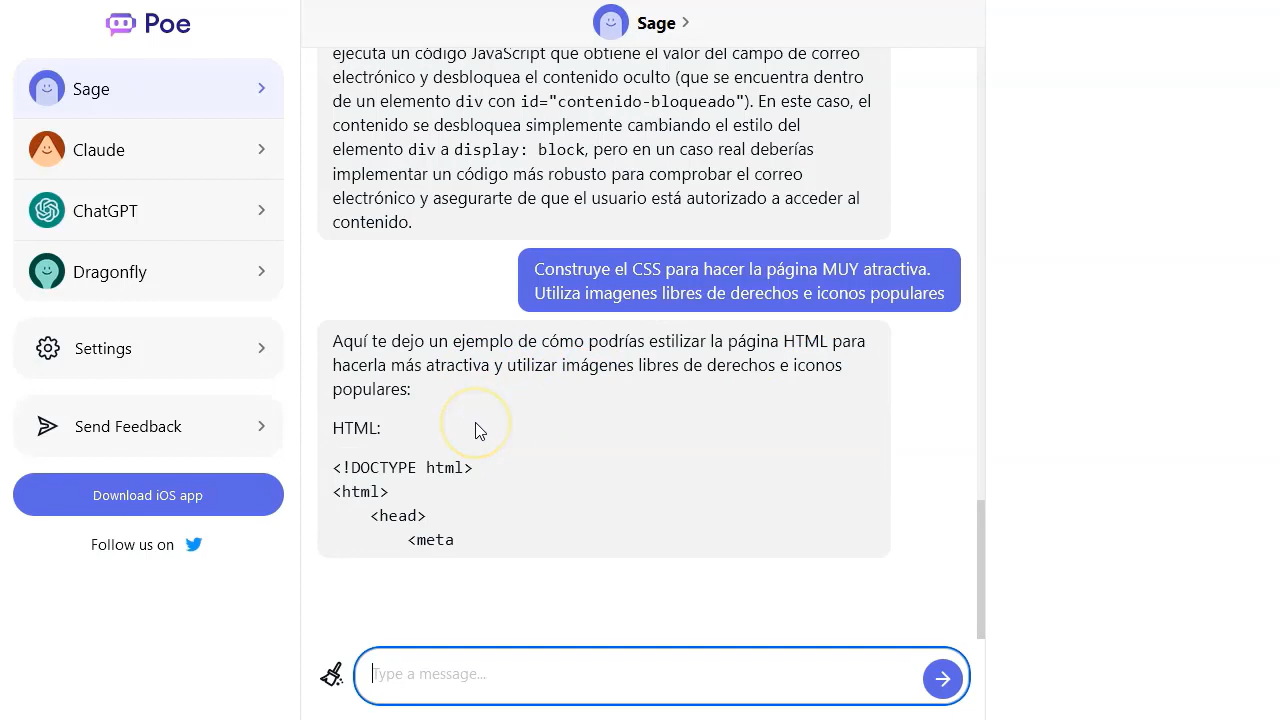 Poe
Sage
Claude
ChatGPT
Dragonfly
Settings
Send Feedback
Download iOS app
Follow us on
Sage
ejecuta un código JavaScript que obtiene el valor del campo de correo
electrónico y desbloquea el contenido oculto (que se encuentra dentro
de un elemento div con id="contenido-bloqueado"). En este caso, el
contenido se desbloquea simplemente cambiando el estilo del
elemento div a display: block, pero en un caso real deberías
implementar un código más robusto para comprobar el correo
electrónico y asegurarte de que el usuario está autorizado a acceder al
contenido.
Construye el CSS para hacer la página MUY atractiva.
Utiliza imagenes libres de derechos e iconos populares
Aquí te dejo un ejemplo de cómo podrías estilizar la página HTML para
hacerla más atractiva y utilizar imágenes libres de derechos e iconos
populares:
HTML:
<!DOCTYPE html>
<html>
<head>
<meta
Type a message...